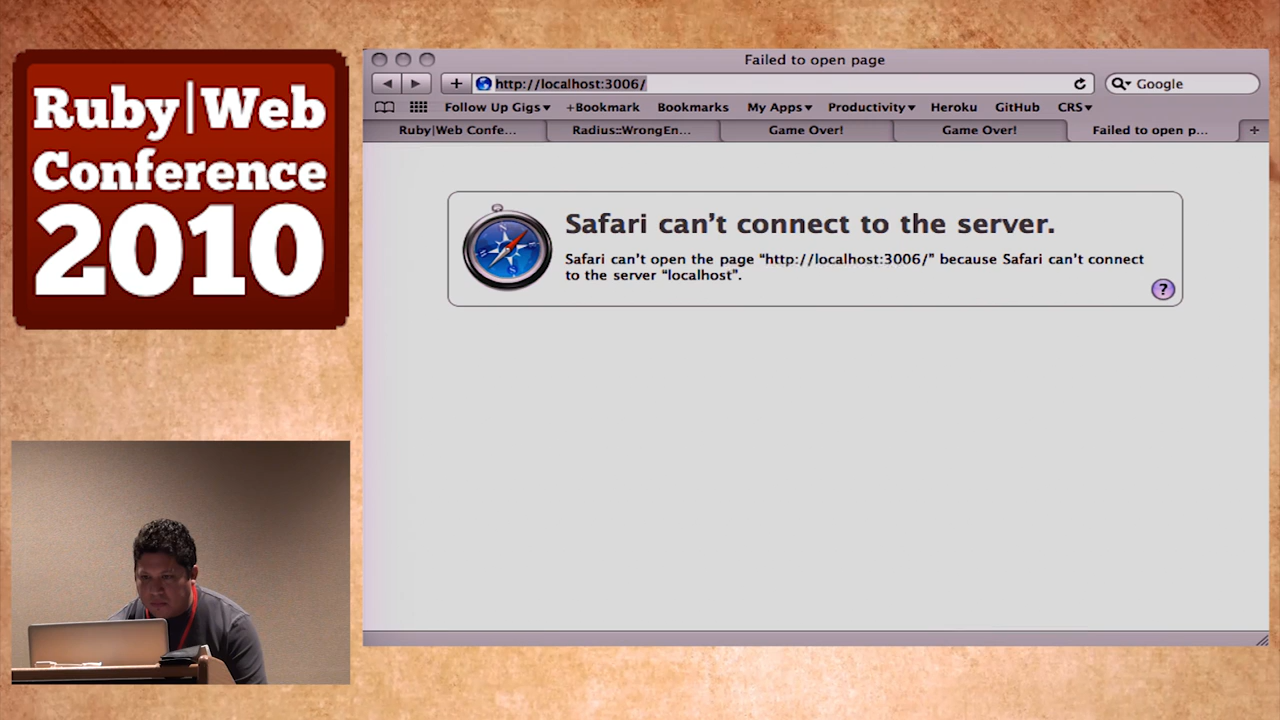 Ruby|Web
Conference
2010
Failed to open page
http://localhost:3006/
Google
Follow Up Gigs▾ +Bookmark Bookmarks My Apps▾ Productivity▾ Heroku GitHub CRS▾
Ruby|Web Confe... Radius::WrongEn... Game Over! Game Over! Failed to open p...
Safari can't connect to the server.
Safari can't open the page “http://localhost:3006/” because Safari can't connect
to the server “localhost”.
?